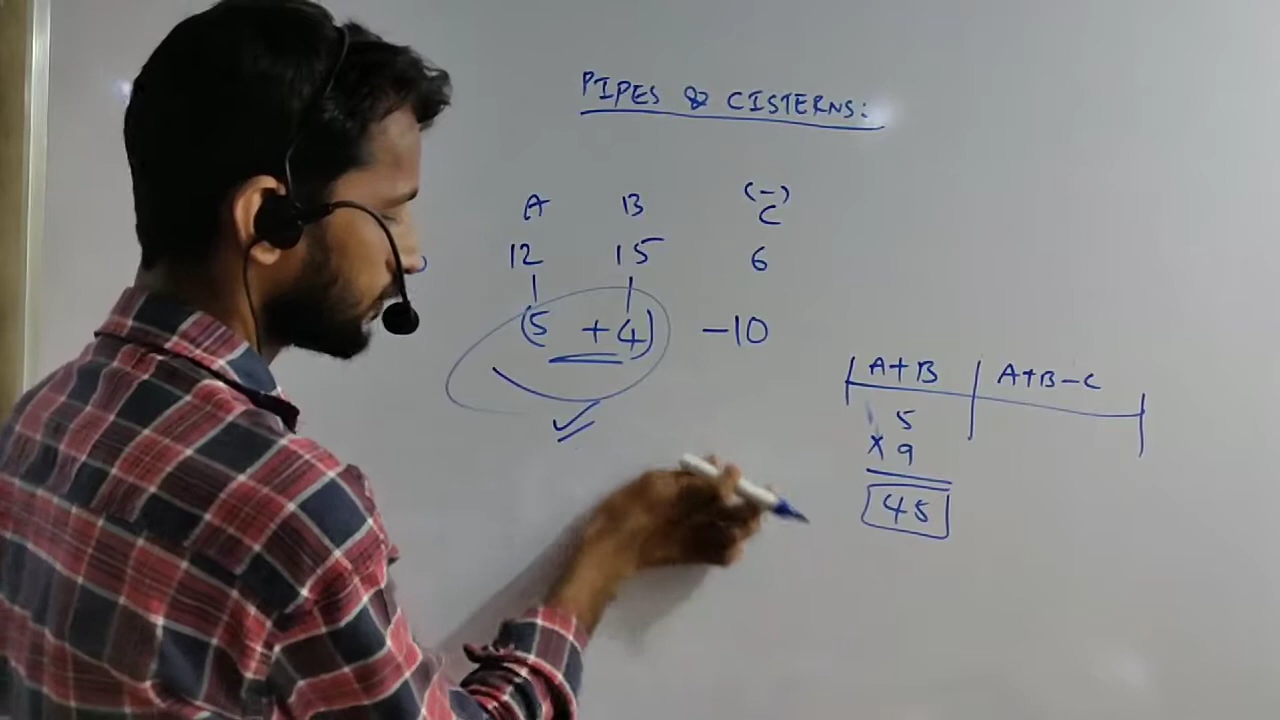 PIPES & CISTERNS:
(-)
A B C
12 15 6
(5 +4) -10
A+B A+B-C
5
x 9
45